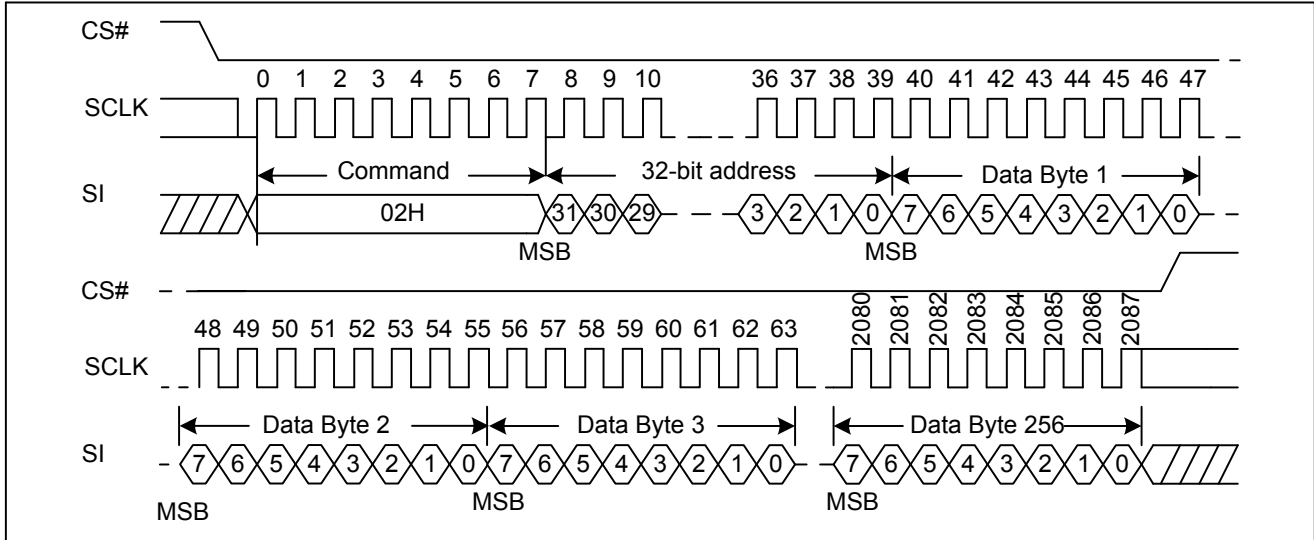 CS#
0 1 2 3 4 5 6 7 8 9 10 36 37 38 39 40 41 42 43 44 45 46 47
SCLK
Command 32-bit address Data Byte 1
SI
02H 31 30 29 3 2 1 0 7 6 5 4 3 2 1 0
MSB MSB
CS#
2080 2081 2082 2083 2084 2085 2086 2087
48 49 50 51 52 53 54 55 56 57 58 59 60 61 62 63
SCLK
Data Byte 2 Data Byte 3 Data Byte 256
SI
7 6 5 4 3 2 1 0 7 6 5 4 3 2 1 0 7 6 5 4 3 2 1 0
MSB MSB MSB